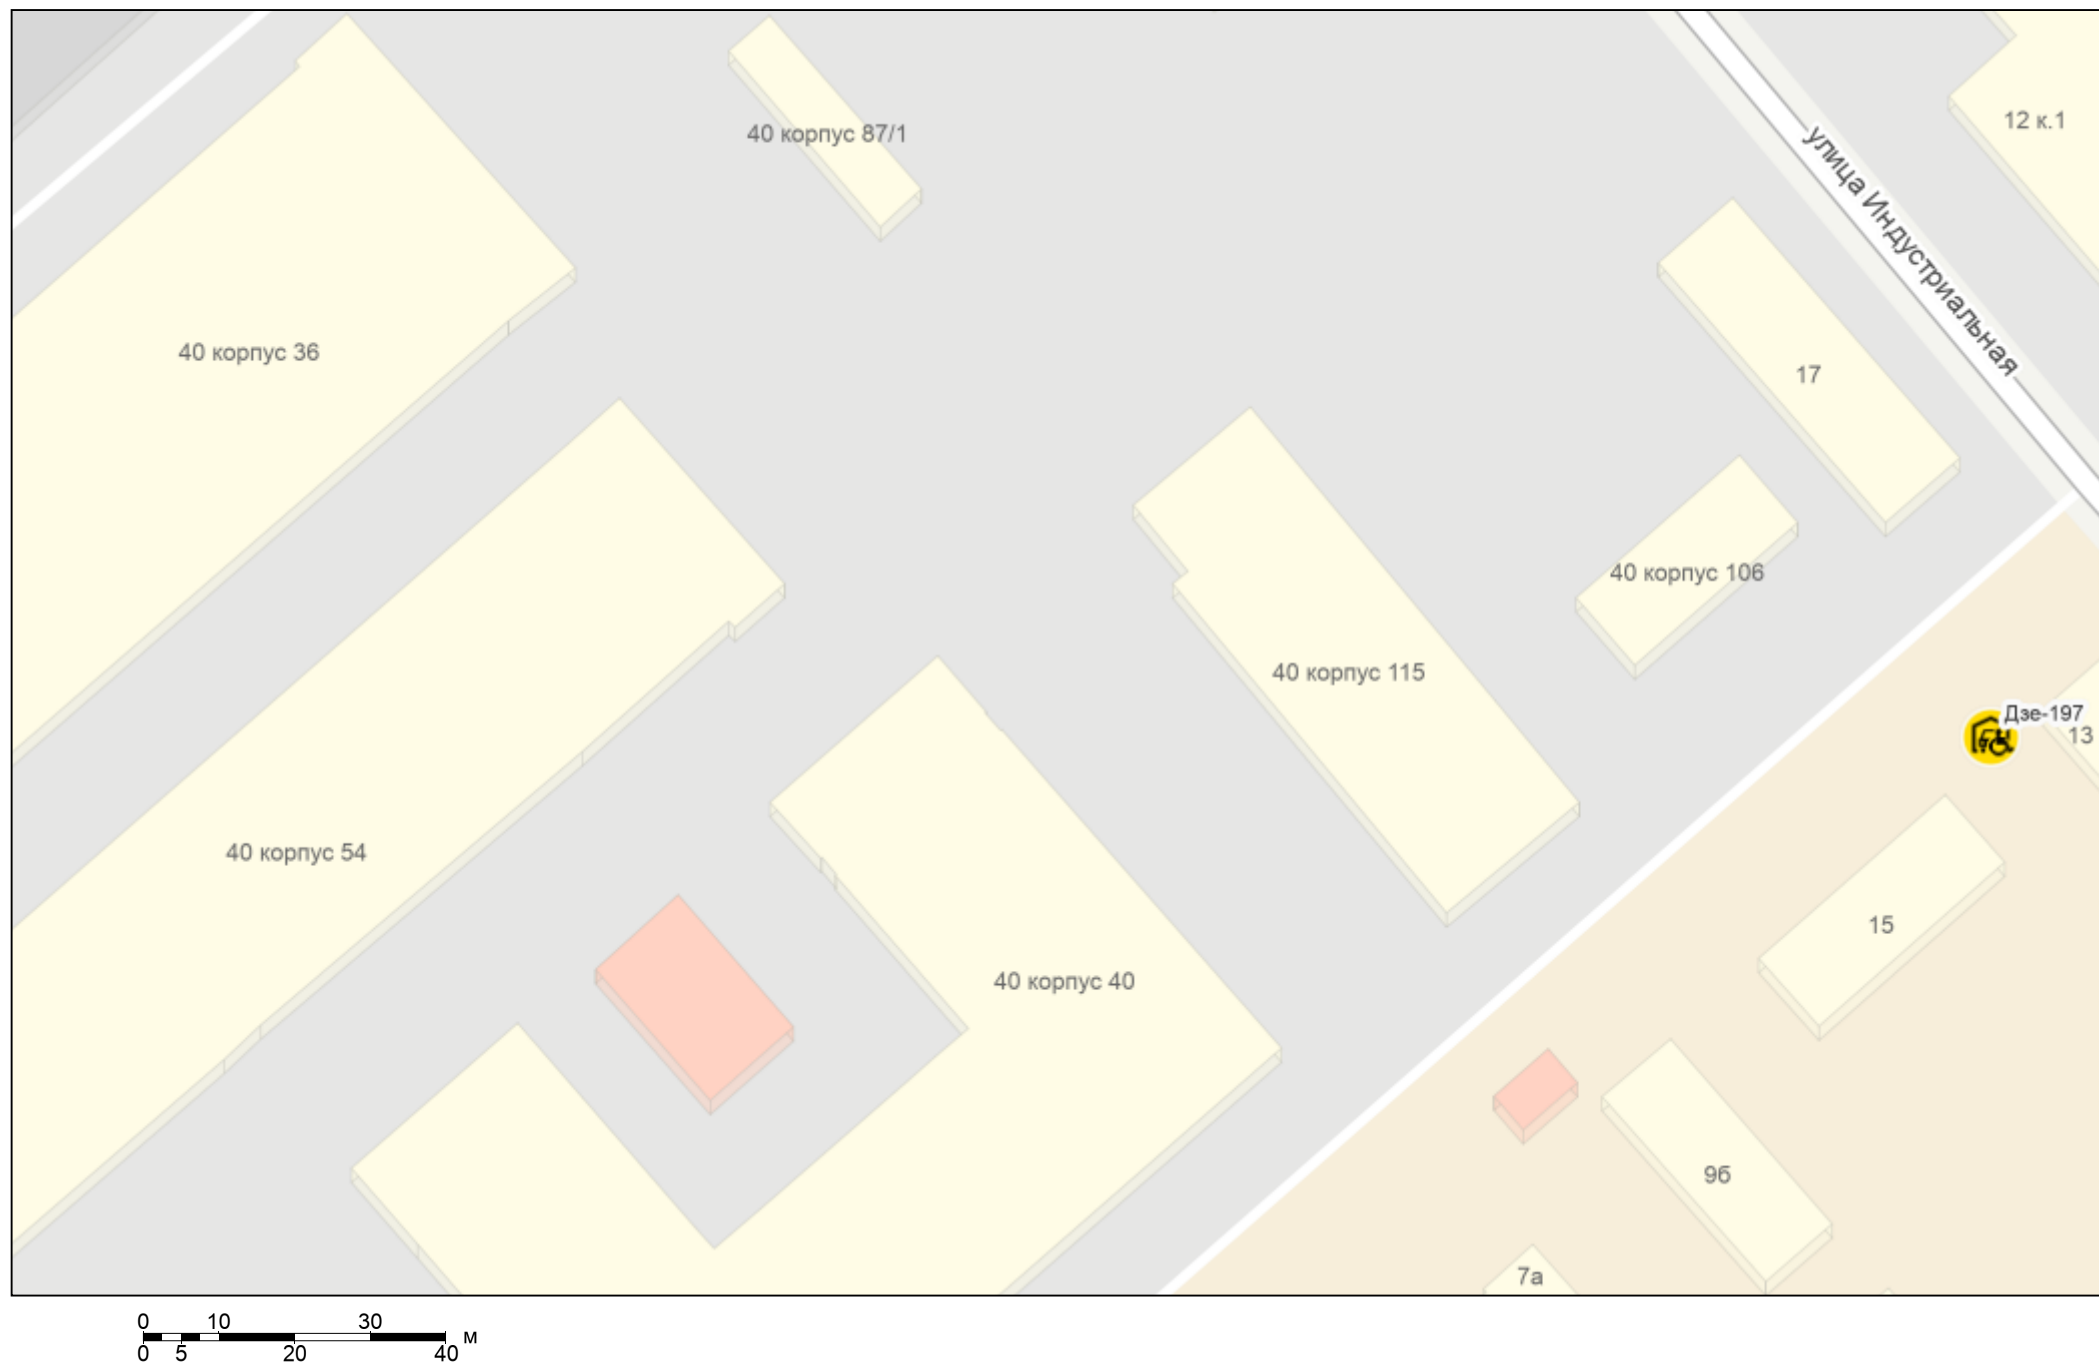 12 к.1
40 корпус 87/1
улица Индустриальная
40 корпус 36
17
40 корпус 106
40 корпус 115
Дзе-197
13
40 корпус 54
15
40 корпус 40
9б
7а
0 10 30 м
0 5 20 40